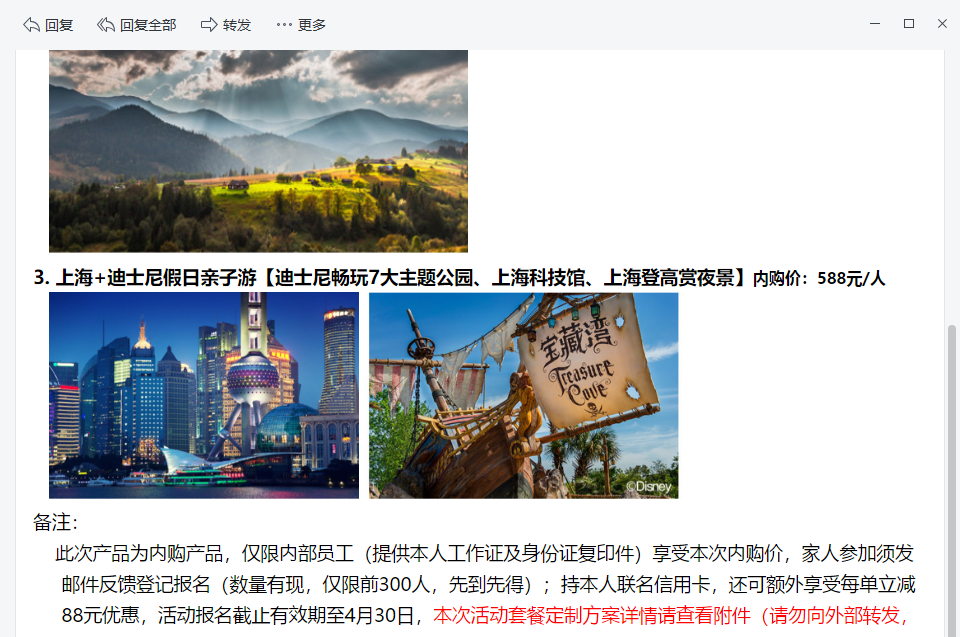 回复 回复全部 转发 更多
3. 上海+迪士尼假日亲子游【迪士尼畅玩7大主题公园、上海科技馆、上海登高赏夜景】内购价：588元/人
宝藏湾
Treasure
Cove
©Disney
备注：
此次产品为内购产品，仅限内部员工（提供本人工作证及身份证复印件）享受本次内购价，家人参加须发
邮件反馈登记报名（数量有现，仅限前300人，先到先得）；持本人联名信用卡，还可额外享受每单立减
88元优惠，活动报名截止有效期至4月30日，本次活动套餐定制方案详情请查看附件（请勿向外部转发，